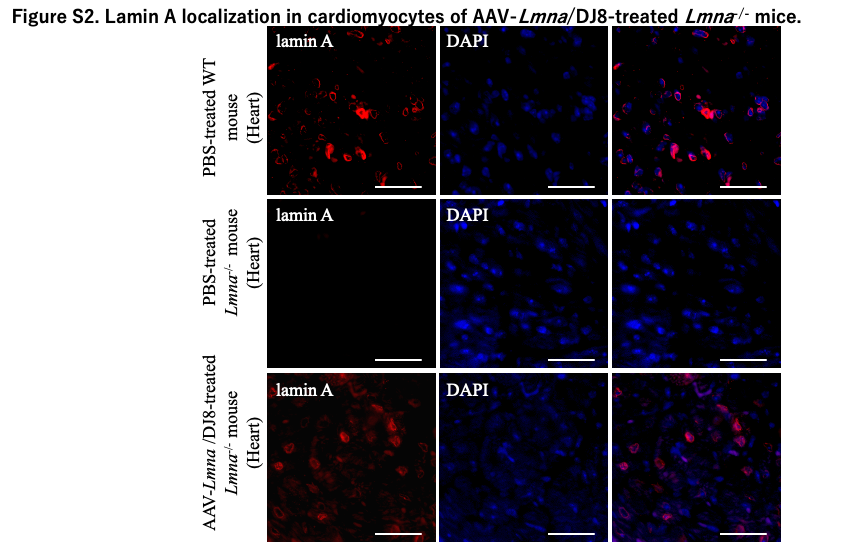 Figure S2. Lamin A localization in cardiomyocytes of AAV-Lmna/DJ8-treated Lmna-/- mice.
PBS-treated WT
mouse
(Heart)
lamin A
DAPI
PBS-treated
Lmna-/- mouse
(Heart)
lamin A
DAPI
AAV-Lmna /DJ8-treated
Lmna-/- mouse
(Heart)
lamin A
DAPI